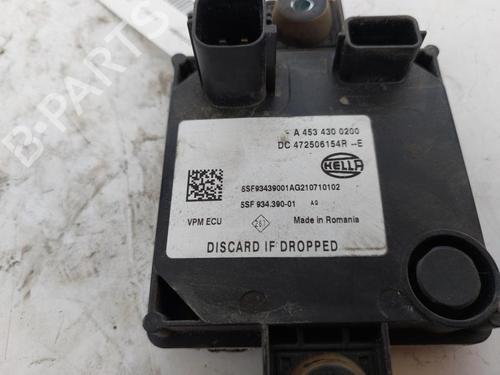 A 453 430 0200
DC 472506154R --E
HELLA
5SF93439001AG210710102
5SF 934.390-01 AG
VPM ECU
Made in Romania
DISCARD IF DROPPED
B-PARTS